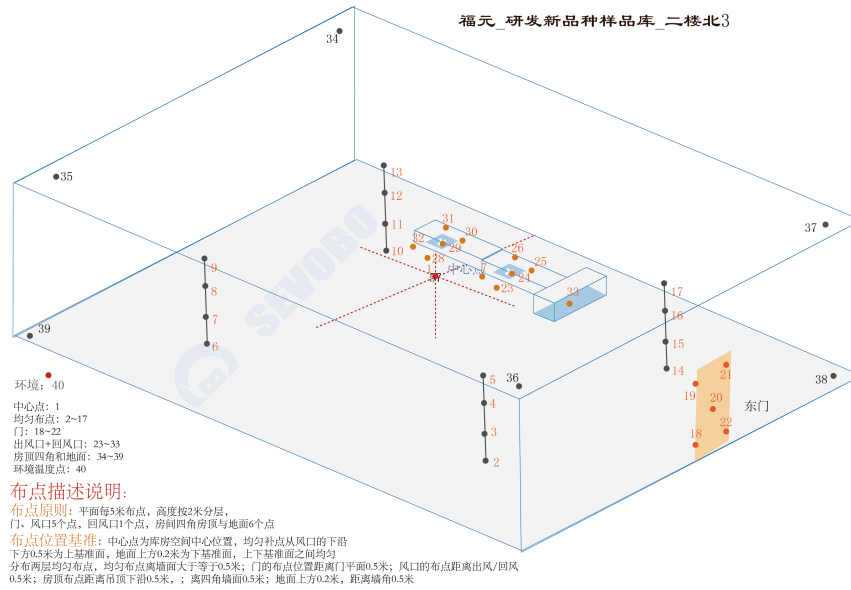 福元_研发新品种样品库_二楼北3
34
35
37
13
12
11
10
31
30
32
29
28
26
25
24
23
27
中心点
1
33
9
8
7
6
39
17
16
15
14
5
4
3
2
36
38
21
19
20
22
18
东门
SEVOBO
环境：40
中心点：1
均匀布点：2~17
门：18~22
出风口+回风口：23~33
房顶四角和地面：34~39
环境温度点：40
布点描述说明：
布点原则：平面每5米布点，高度按2米分层，
门、风口5个点，回风口1个点，房间四角房顶与地面6个点
布点位置基准：中心点为库房空间中心位置，均匀补点从风口的下沿
下方0.5米为上基准面，地面上方0.2米为下基准面，上下基准面之间均匀
分布两层均匀布点，均匀布点离墙面大于等于0.5米；门的布点位置距离门平面0.5米；风口的布点距离出风/回风
0.5米；房顶布点距离吊顶下沿0.5米，；离四角墙面0.5米；地面上方0.2米，距离墙角0.5米